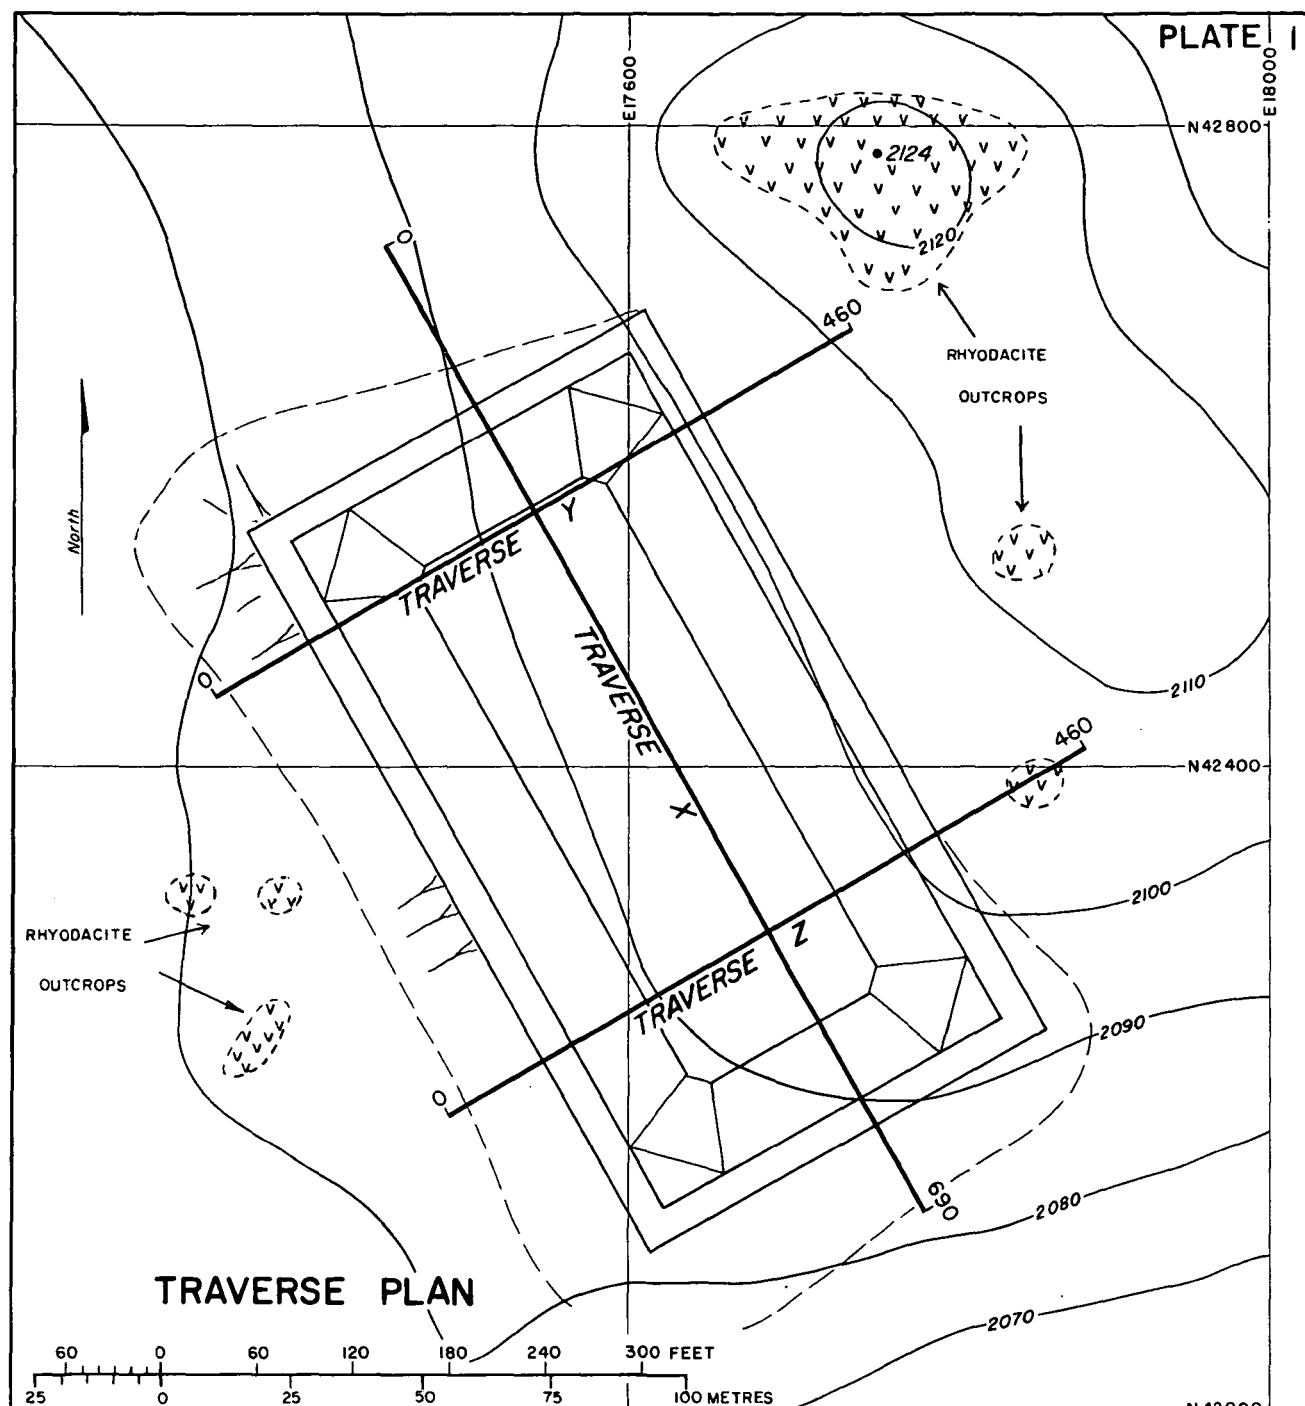 PLATE 1
E17600
E18000
N42800
2124
2120
0
460
RHYODACITE
OUTCROPS
North
TRAVERSE Y
0
TRAVERSE X
2110
460
N42400
2100
RHYODACITE
OUTCROPS
TRAVERSE Z
2090
0
690
2080
TRAVERSE PLAN
2070
60 0 60 120 180 240 300 FEET
25 0 25 50 75 100 METRES